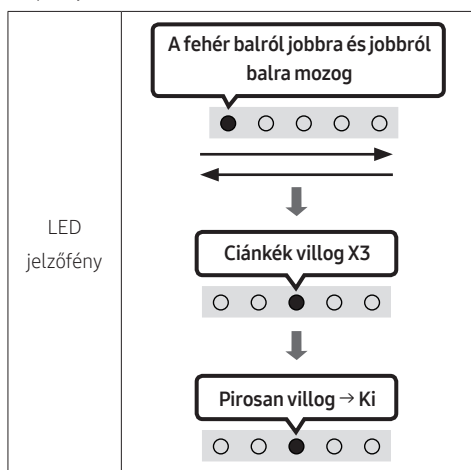 A fehér balról jobbra és jobbról
balra mozog
LED
jelzőfény
Ciánkék villog X3
Pirosan villog → Ki